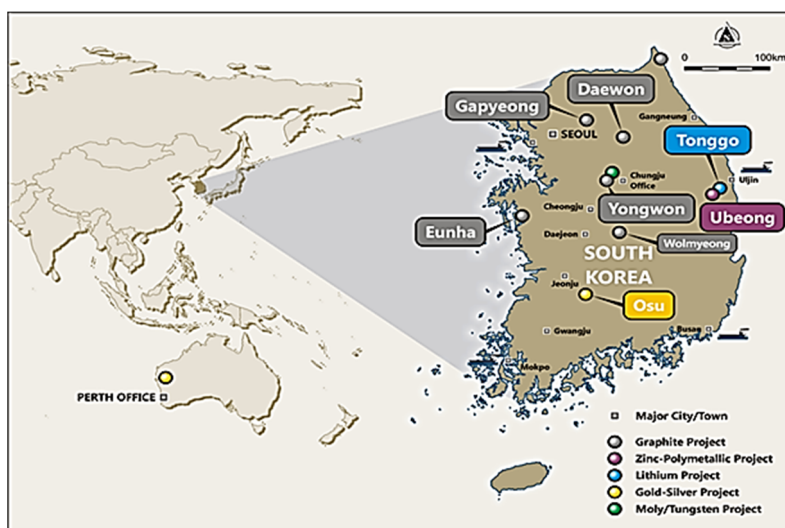 0
100km
Daewon
Gapyeong
Gangneung
SEOUL
Tonggo
Chungju
Office
Uljin
Yongwon
Cheongju
Ubeong
Eunha
Daejeon
Wolmyeong
SOUTH
KOREA
Jeonju
Osu
Gwangju
Busan
Mokpo
PERTH OFFICE
Major City/Town
Graphite Project
Zinc-Polymetallic Project
Lithium Project
Gold-Silver Project
Moly/Tungsten Project